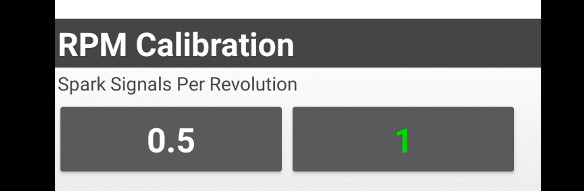 RPM Calibration
Spark Signals Per Revolution
0.5 1